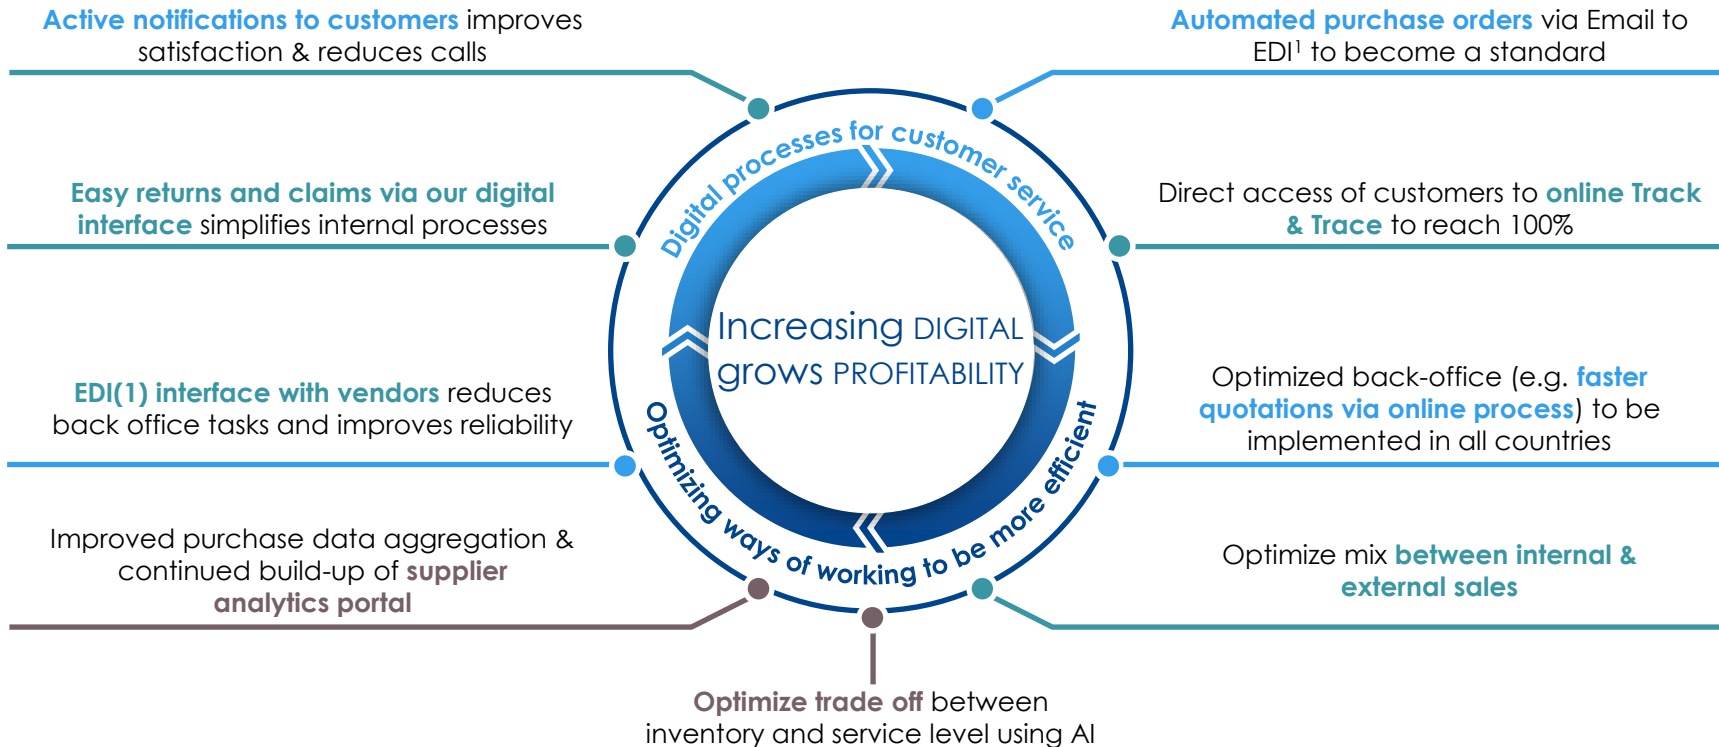 Active notifications to customers improves
satisfaction & reduces calls
Automated purchase orders via Email to
EDI¹ to become a standard
Digital processes for customer service
Easy returns and claims via our digital
interface simplifies internal processes
Direct access of customers to online Track
& Trace to reach 100%
Increasing DIGITAL
grows PROFITABILITY
EDI(1) interface with vendors reduces
back office tasks and improves reliability
Optimized back-office (e.g. faster
quotations via online process) to be
implemented in all countries
Optimizing ways of working to be more efficient
Improved purchase data aggregation &
continued build-up of supplier
analytics portal
Optimize mix between internal &
external sales
Optimize trade off between
inventory and service level using AI